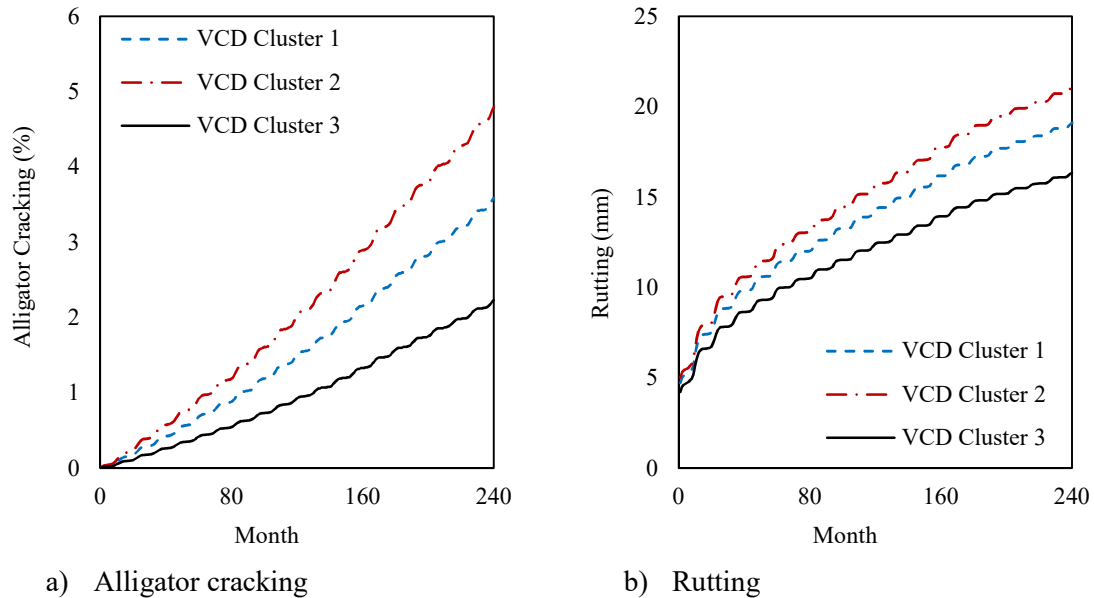 6
5
4
3
2
1
0
Alligator Cracking (%)
VCD Cluster 1
VCD Cluster 2
VCD Cluster 3
0 80 160 240
Month
a) Alligator cracking
25
20
15
10
5
0
Rutting (mm)
VCD Cluster 1
VCD Cluster 2
VCD Cluster 3
0 80 160 240
Month
b) Rutting